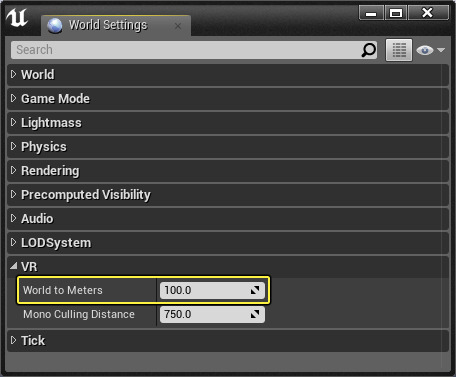 World Settings
Search
World
Game Mode
Lightmass
Physics
Rendering
Precomputed Visibility
Audio
LODSystem
VR
World to Meters 100.0
Mono Culling Distance 750.0
Tick